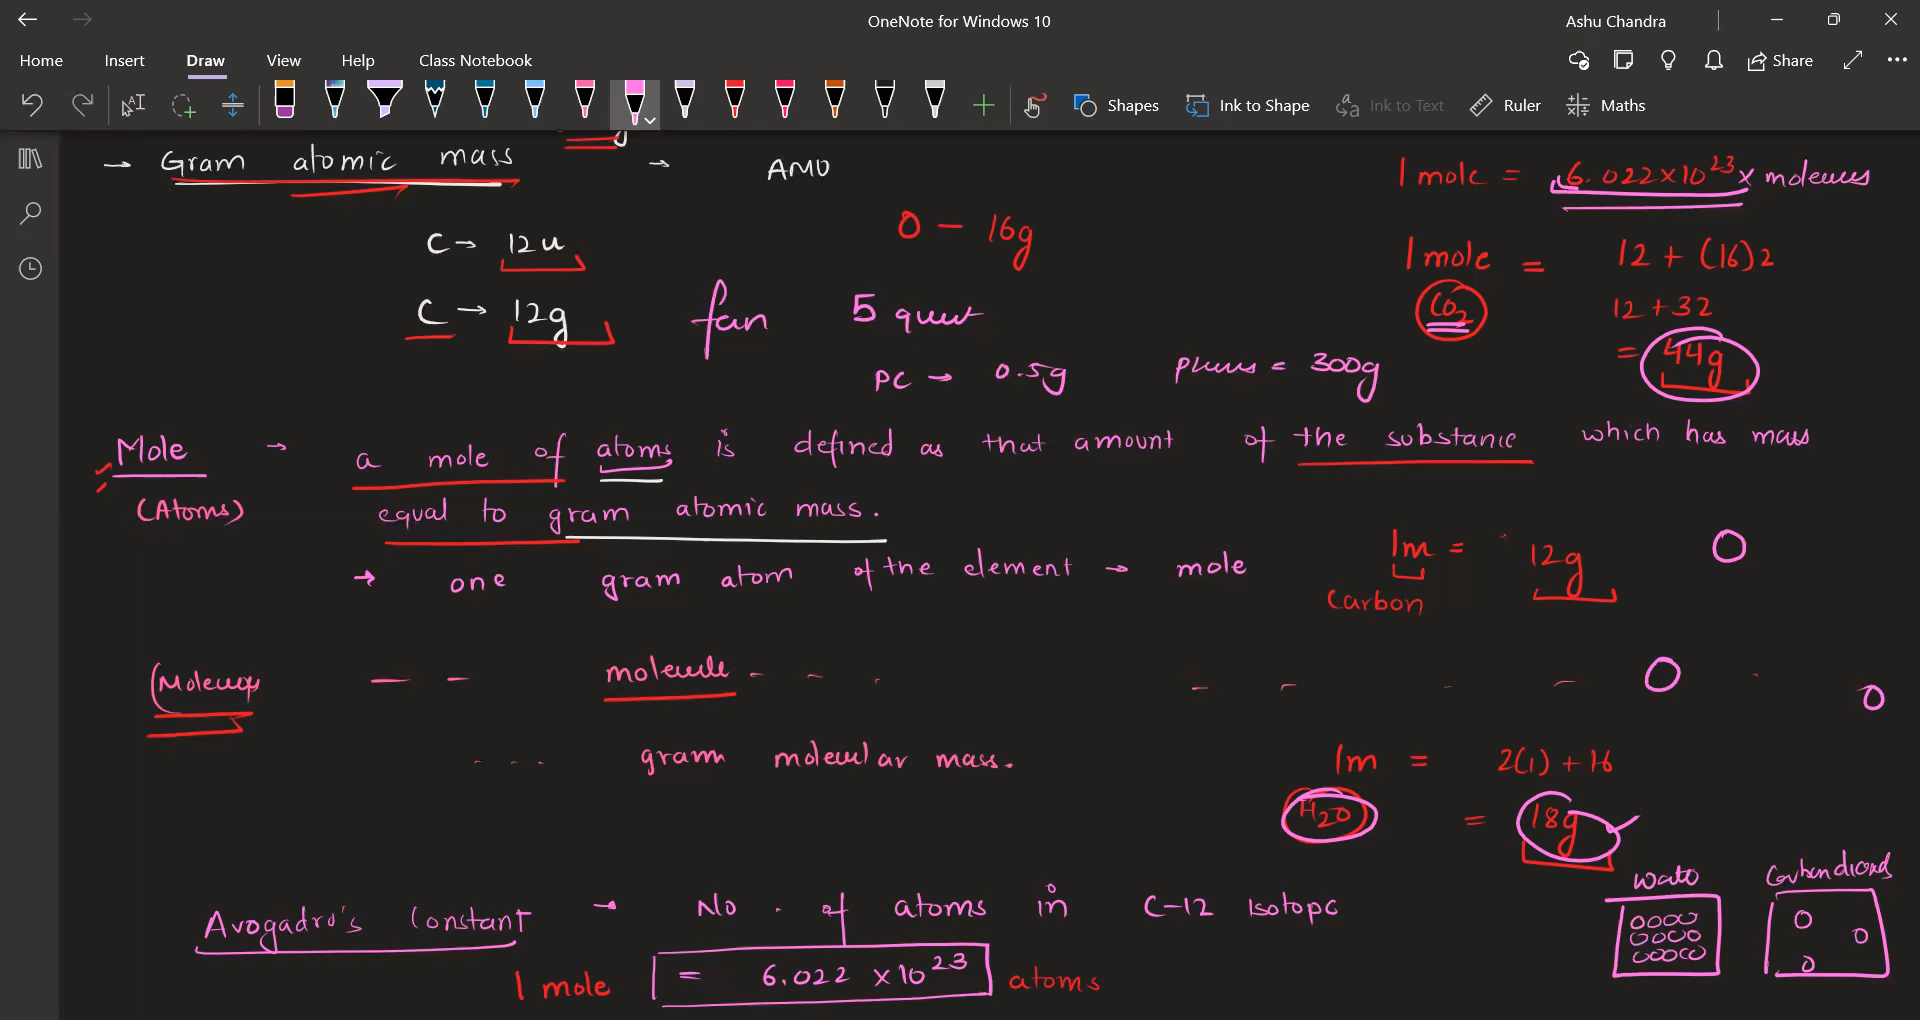 OneNote for Windows 10
Ashu Chandra
Home Insert Draw View Help Class Notebook
Share
Shapes Ink to Shape Ink to Text Ruler Maths
→ Gram atomic mass → AMU
1 mole = 6.022 × 10^23 × molecules
C → 12u
O - 16g
1 mole = 12 + (16)2
CO2
12 + 32
C → 12g
fan 5
= 44g
PC → 0.5g
= 300g
Mole → a mole of atoms is defined as that amount of the substance which has mass
(Atoms) equal to gram atomic mass.
→ one gram atom of the element → mole
1m = 12g
Carbon
(Molecules — - molecule - - .
.... gram molecular mass.
1m = 2(1) + 16
H2O = 18g
Avogadro's Constant → No. of atoms in C-12 isotope
1 mole = 6.022 × 10^23 atoms